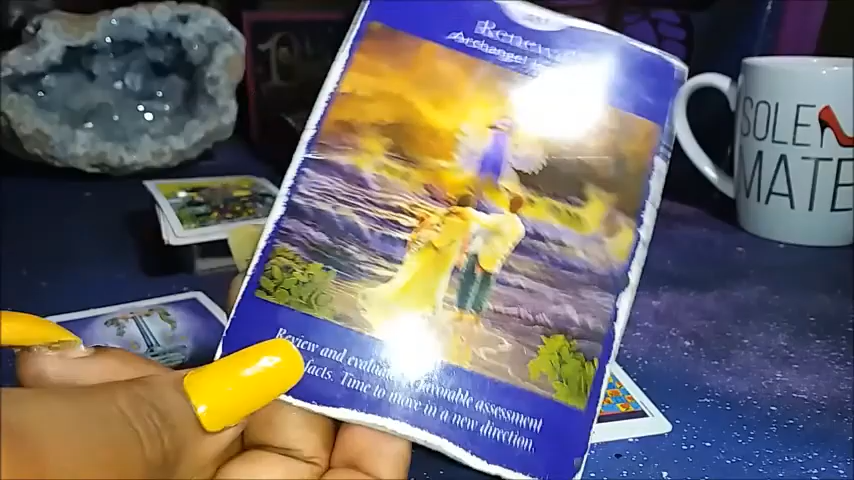 Renew
Archangel
Review and evaluate
favorable assessment
facts. Time to move in a new direction.
SOLE
MATE